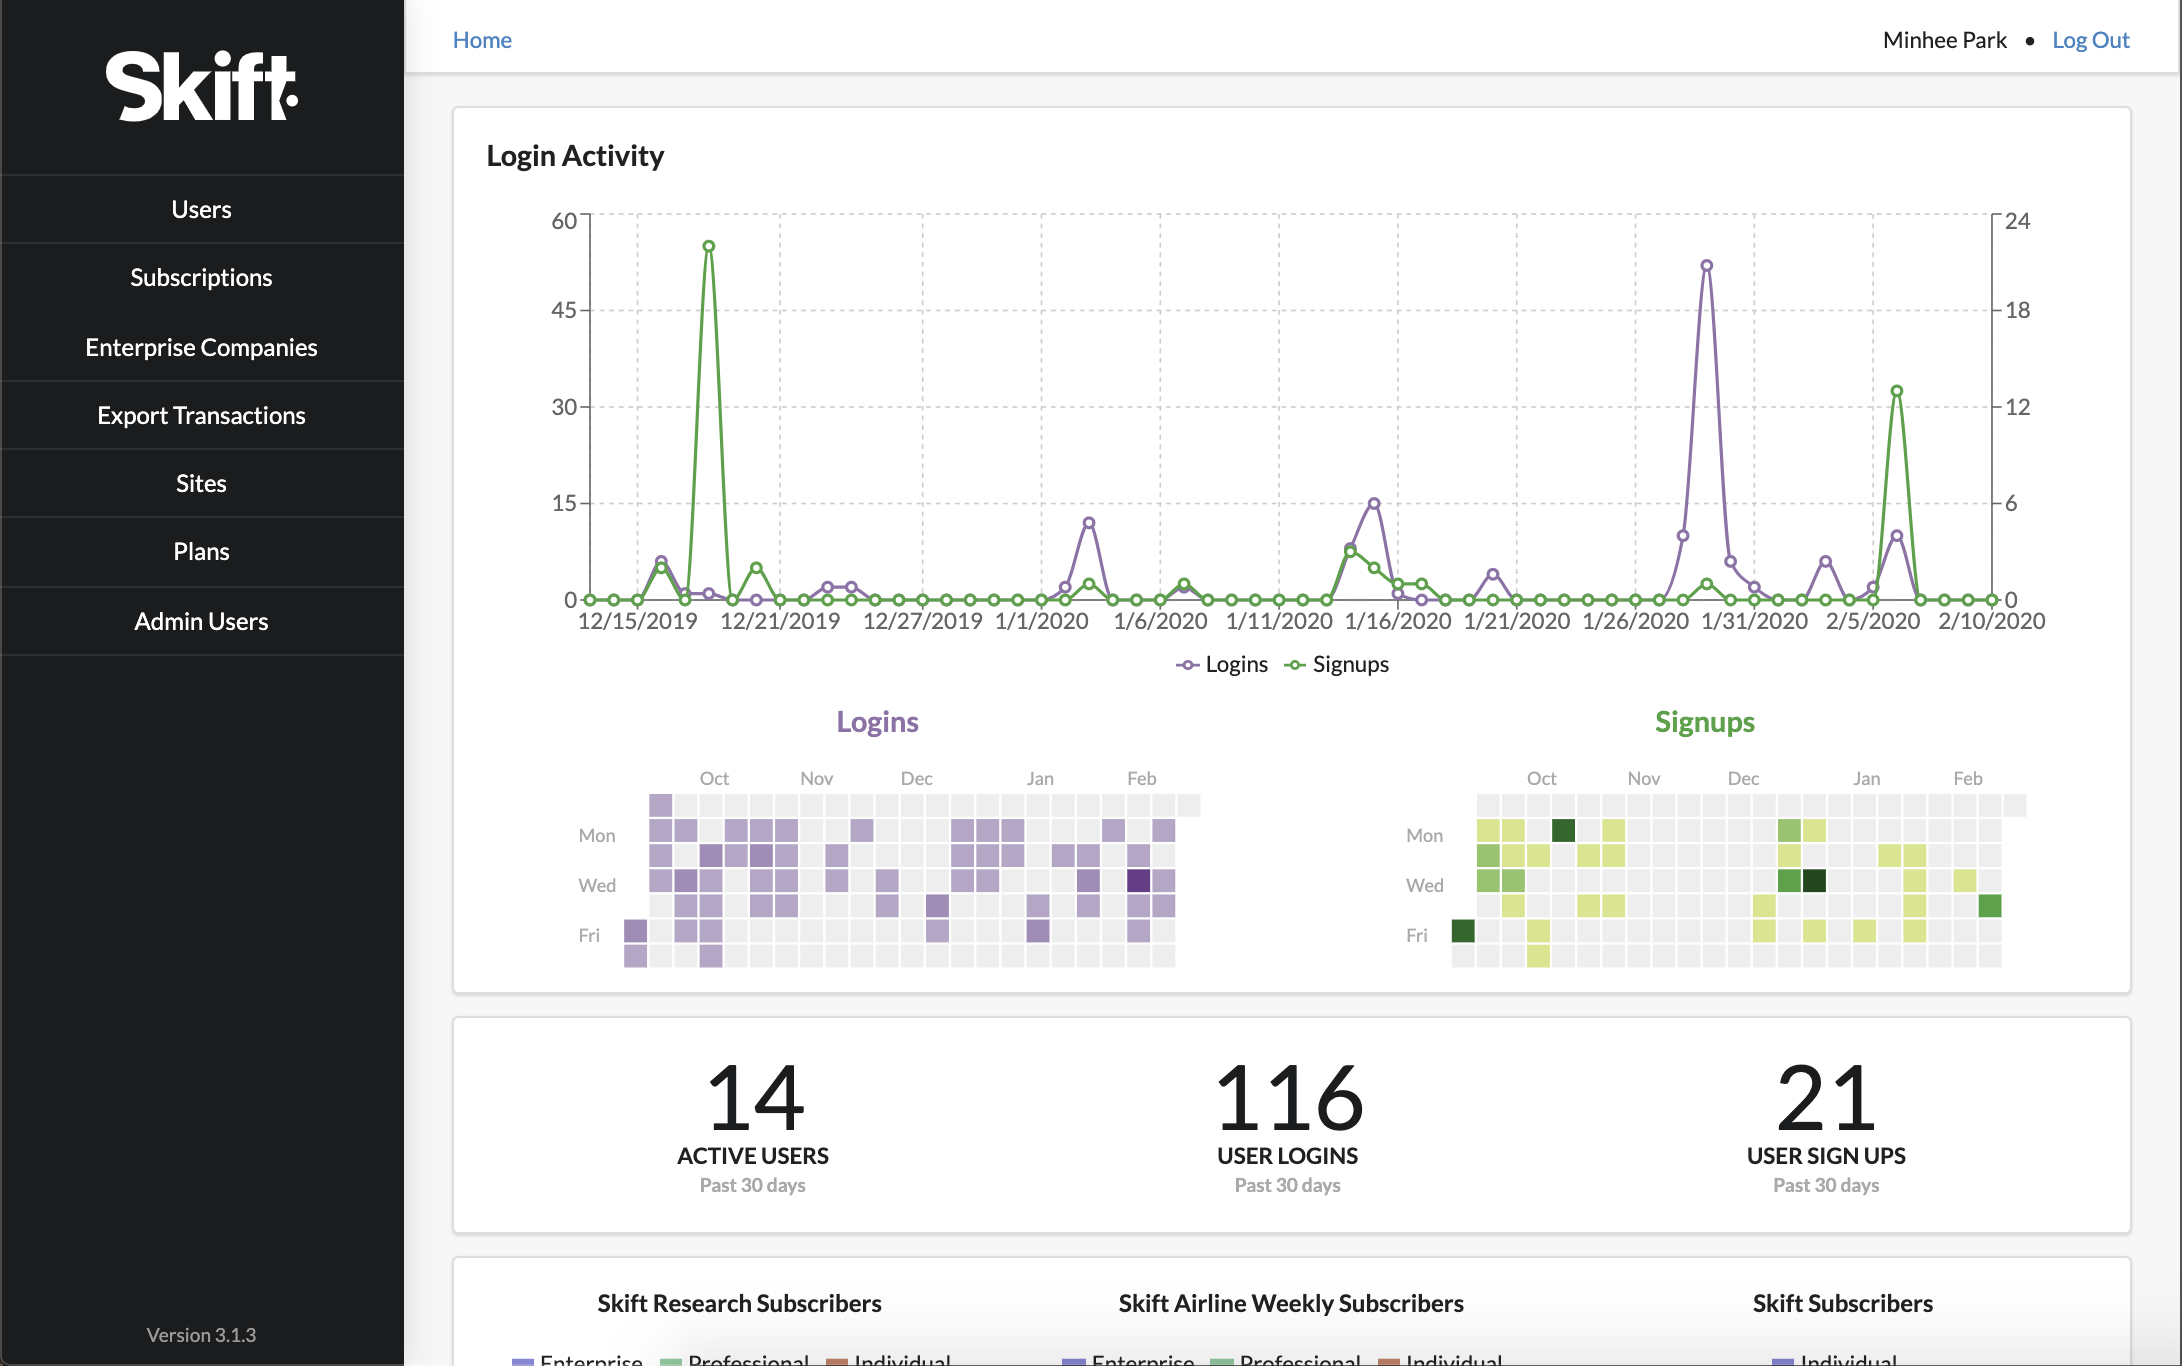 Skift
Home
Minhee Park • Log Out
Users
Subscriptions
Enterprise Companies
Export Transactions
Sites
Plans
Admin Users
Version 3.1.3
Login Activity
60
45
30
15
0
24
18
12
6
0
12/15/2019 12/21/2019 12/27/2019 1/1/2020 1/6/2020 1/11/2020 1/16/2020 1/21/2020 1/26/2020 1/31/2020 2/5/2020 2/10/2020
Logins Signups
Logins
Oct Nov Dec Jan Feb
Mon
Wed
Fri
Signups
Oct Nov Dec Jan Feb
Mon
Wed
Fri
14
ACTIVE USERS
Past 30 days
116
USER LOGINS
Past 30 days
21
USER SIGN UPS
Past 30 days
Skift Research Subscribers
Enterprise Professional Individual
Skift Airline Weekly Subscribers
Enterprise Professional Individual
Skift Subscribers
Individual